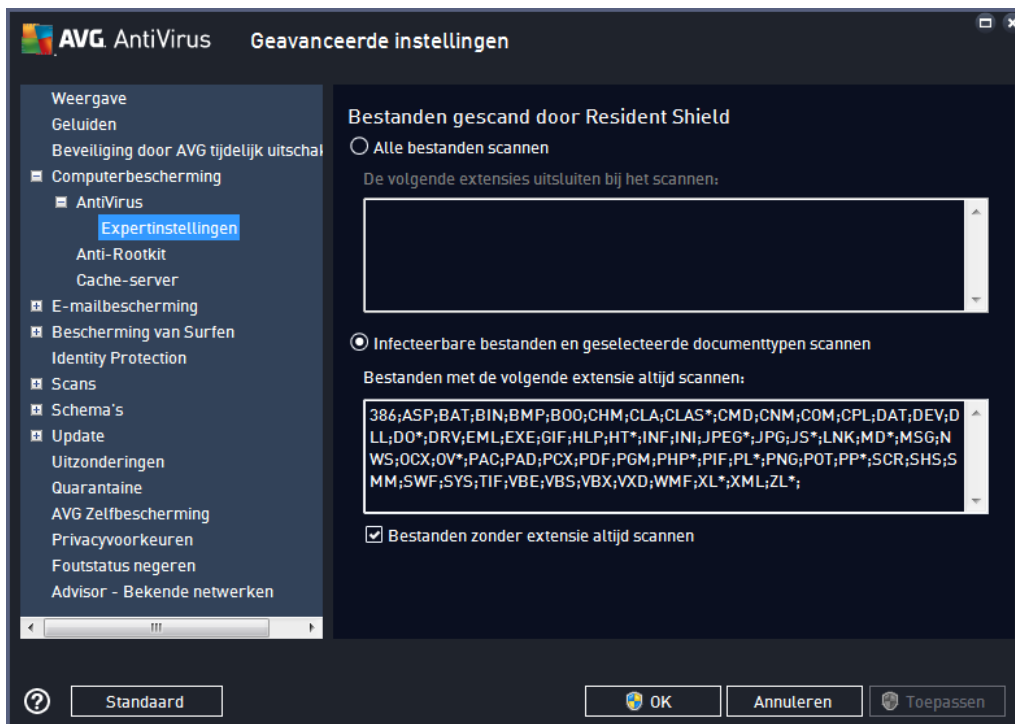 AVG AntiVirus Geavanceerde instellingen
Weergave
Geluiden
Beveiliging door AVG tijdelijk uitschak
Computerbescherming
AntiVirus
Expertinstellingen
Anti-Rootkit
Cache-server
E-mailbescherming
Bescherming van Surfen
Identity Protection
Scans
Schema's
Update
Uitzonderingen
Quarantaine
AVG Zelfbescherming
Privacyvoorkeuren
Foutstatus negeren
Advisor - Bekende netwerken
Bestanden gescand door Resident Shield
Alle bestanden scannen
De volgende extensies uitsluiten bij het scannen:
Infecteerbare bestanden en geselecteerde documenttypen scannen
Bestanden met de volgende extensie altijd scannen:
386;ASP;BAT;BIN;BMP;BOO;CHM;CLA;CLAS*;CMD;CNM;COM;CPL;DAT;DEV;D
LL;DO*;DRV;EML;EXE;GIF;HLP;HT*;INF;INI;JPEG*;JPG;JS*;LNK;MD*;MSG;N
WS;OCX;OV*;PAC;PAD;PCX;PDF;PGM;PHP*;PIF;PL*;PNG;POT;PP*;SCR;SHS;S
MM;SWF;SYS;TIF;VBE;VBS;VBX;VXD;WMF;XL*;XML;ZL*;
Bestanden zonder extensie altijd scannen
Standaard
OK
Annuleren
Toepassen